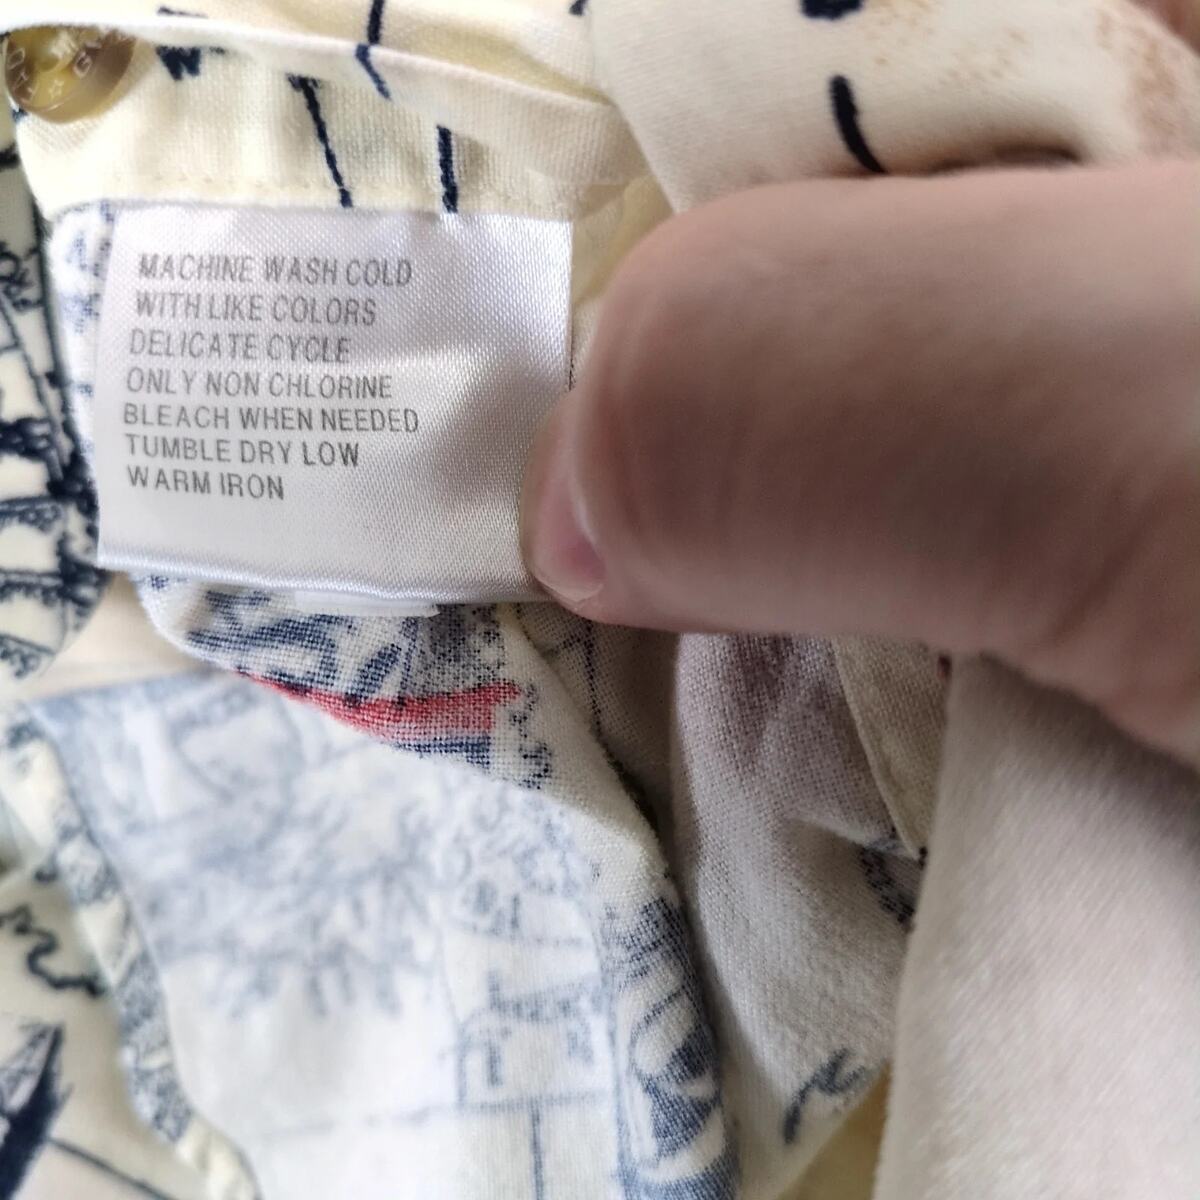 MACHINE WASH COLD
WITH LIKE COLORS
DELICATE CYCLE
ONLY NON CHLORINE
BLEACH WHEN NEEDED
TUMBLE DRY LOW
WARM IRON